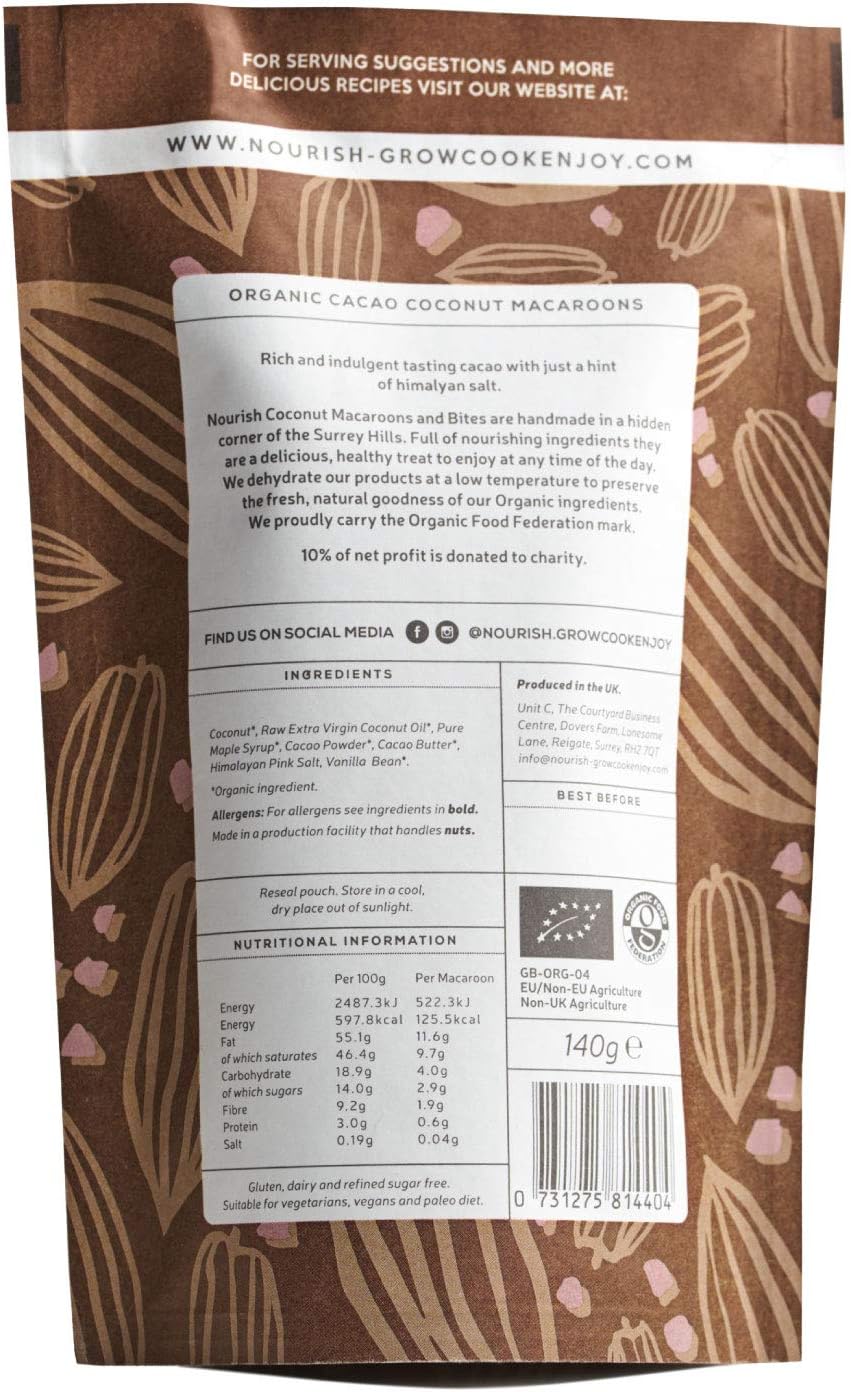 FOR SERVING SUGGESTIONS AND MORE
DELICIOUS RECIPES VISIT OUR WEBSITE AT:
WWW.NOURISH-GROWCOOKENJOY.COM
ORGANIC CACAO COCONUT MACAROONS
Rich and indulgent tasting cacao with just a hint
of himalyan salt.
Nourish Coconut Macaroons and Bites are handmade in a hidden
corner of the Surrey Hills. Full of nourishing ingredients they
are a delicious, healthy treat to enjoy at any time of the day.
We dehydrate our products at a low temperature to preserve
the fresh, natural goodness of our Organic ingredients.
We proudly carry the Organic Food Federation mark.
10% of net profit is donated to charity.
FIND US ON SOCIAL MEDIA f @NOURISH.GROWCOOKENJOY
INGREDIENTS
Coconut*, Raw Extra Virgin Coconut Oil*, Pure
Maple Syrup*, Cacao Powder*, Cacao Butter*,
Himalayan Pink Salt, Vanilla Bean*.
*Organic ingredient.
Allergens: For allergens see ingredients in bold.
Made in a production facility that handles nuts.
Reseal pouch. Store in a cool,
dry place out of sunlight.
Produced in the UK.
Unit C, The Courtyard Business
Centre, Dovers Farm, Lonesome
Lane, Reigate, Surrey, RH2 7QT
info@nourish-growcookenjoy.com
BEST BEFORE
ORGANIC FOOD FEDERATION
GB-ORG-04
EU/Non-EU Agriculture
Non-UK Agriculture
140g e
0 731275 814404
NUTRITIONAL INFORMATION
Per 100g Per Macaroon
Energy 2487.3kJ 522.3kJ
Energy 597.8kcal 125.5kcal
Fat 55.1g 11.6g
of which saturates 46.4g 9.7g
Carbohydrate 18.9g 4.0g
of which sugars 14.0g 2.9g
Fibre 9.2g 1.9g
Protein 3.0g 0.6g
Salt 0.19g 0.04g
Gluten, dairy and refined sugar free.
Suitable for vegetarians, vegans and paleo diet.